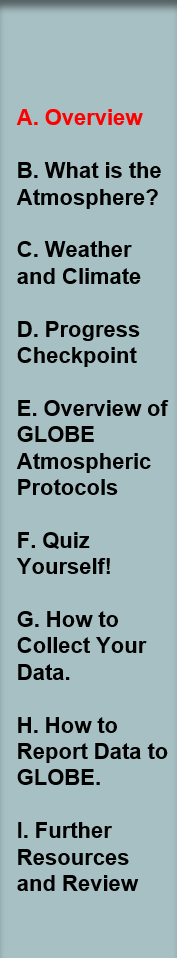 A. Overview
B. What is the
Atmosphere?
C. Weather
and Climate
D. Progress
Checkpoint
E. Overview of
GLOBE
Atmospheric
Protocols
F. Quiz
Yourself!
G. How to
Collect Your
Data.
H. How to
Report Data to
GLOBE.
I. Further
Resources
and Review